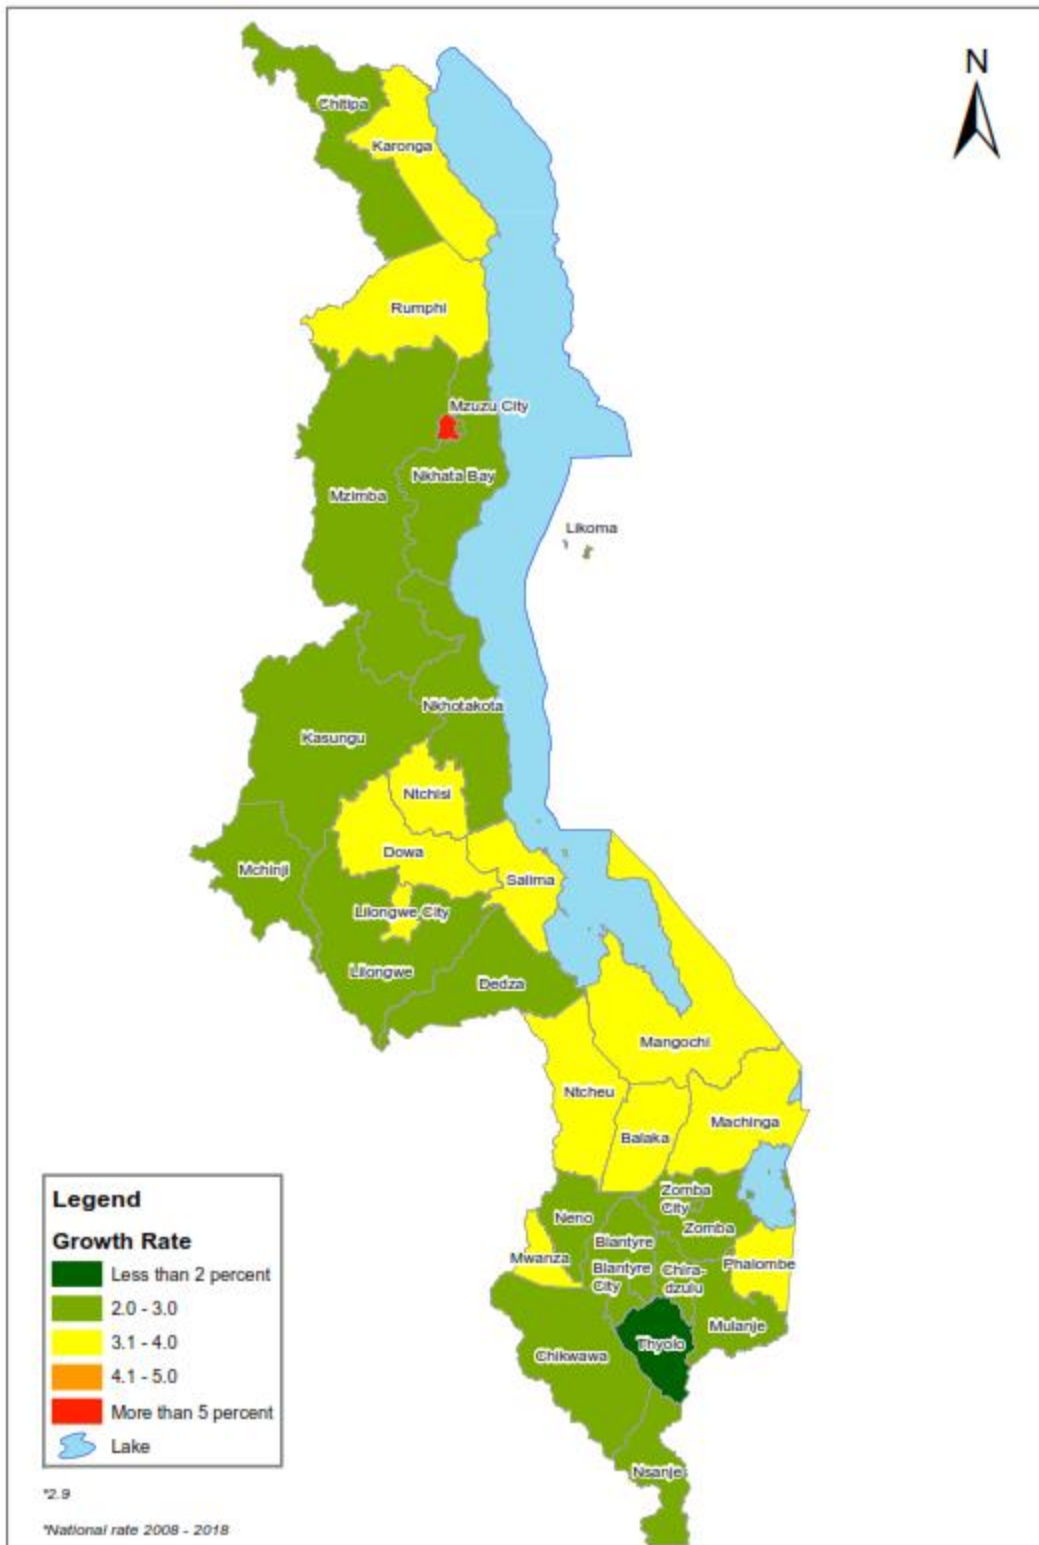 N
Chitipa
Karonga
Rumphi
Mzuzu City
Nkhata Bay
Mzimba
Likoma
Nkhotakota
Kasungu
Ntchisi
Dowa
Mchinji
Salima
Lilongwe City
Lilongwe
Dedza
Mangochi
Ntcheu
Machinga
Balaka
Zomba
City
Neno
Zomba
Blantyre
Mwanza
Phalombe
Blantyre
City
Chira-
dzulu
Mulanje
Thyolo
Chikwawa
Nsanje
Legend
Growth Rate
Less than 2 percent
2.0 - 3.0
3.1 - 4.0
4.1 - 5.0
More than 5 percent
Lake
*2.9
*National rate 2008 - 2018